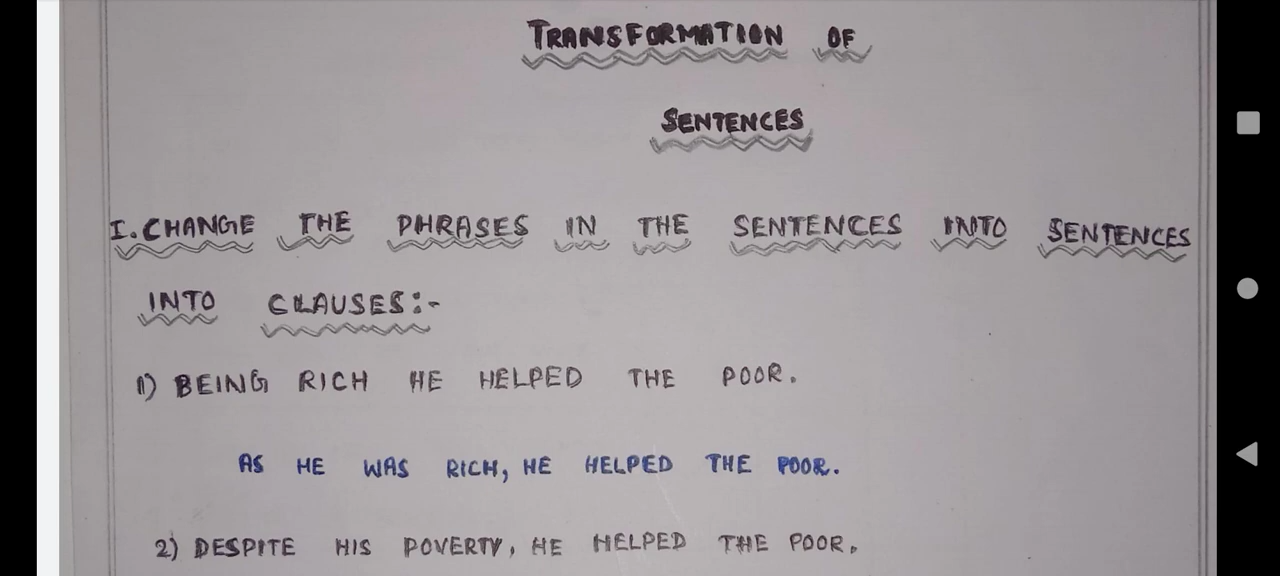 TRANSFORMATION OF
SENTENCES
I. CHANGE THE PHRASES IN THE SENTENCES INTO SENTENCES
INTO CLAUSES:-
1) BEING RICH HE HELPED THE POOR.
AS HE WAS RICH, HE HELPED THE POOR.
2) DESPITE HIS POVERTY, HE HELPED THE POOR.